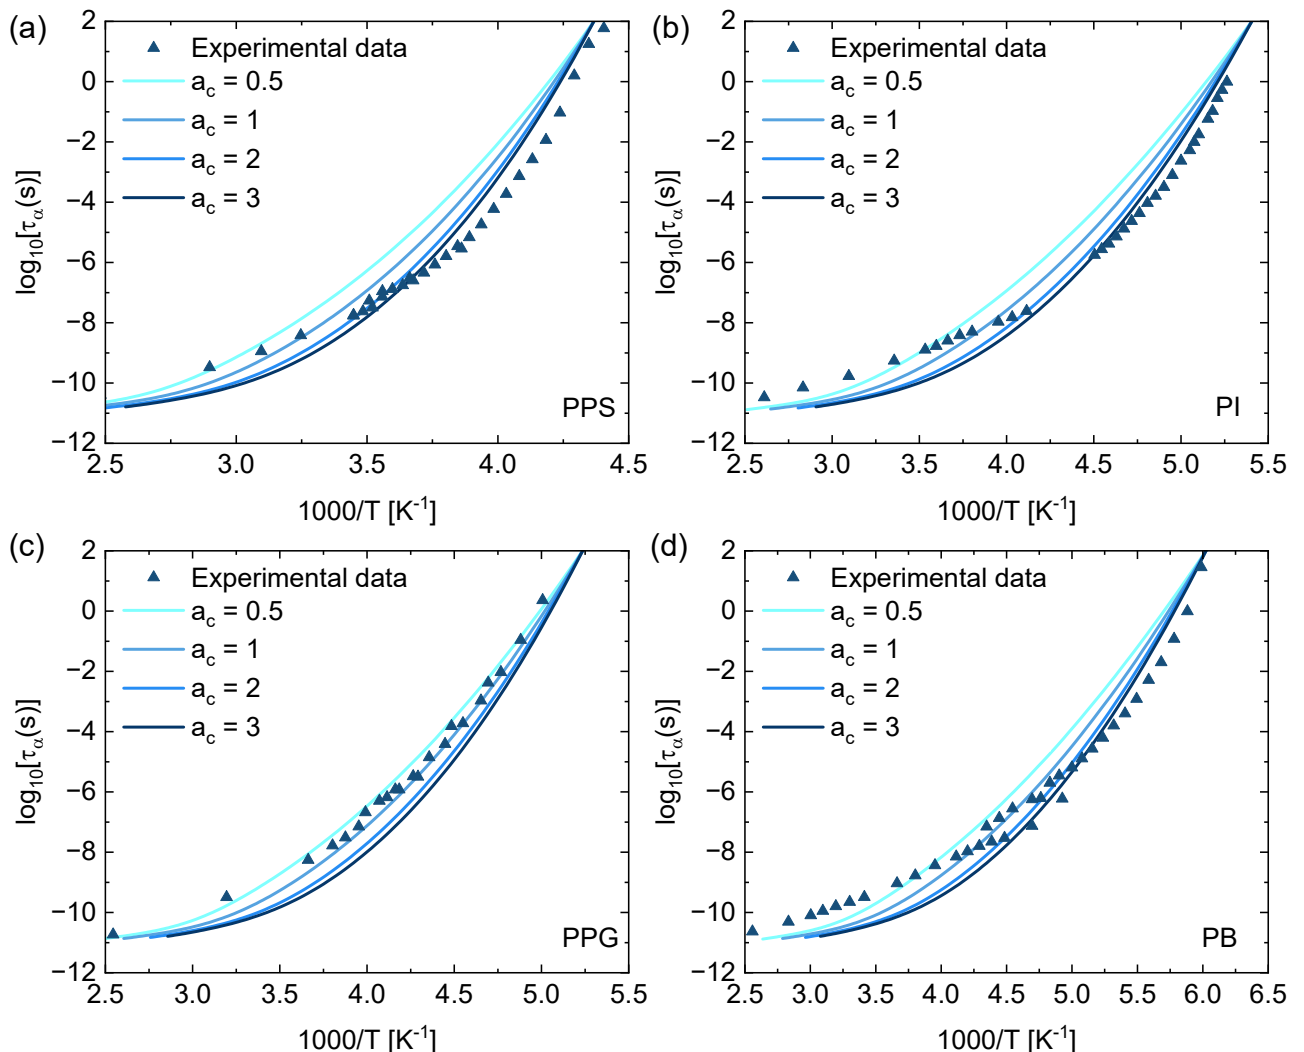 (a)
Experimental data
a_c = 0.5
a_c = 1
a_c = 2
a_c = 3
PPS
2
0
−2
−4
−6
−8
−10
−12
log₁₀[τ_α(s)]
2.5 3.0 3.5 4.0 4.5
1000/T [K⁻¹]
(b)
Experimental data
a_c = 0.5
a_c = 1
a_c = 2
a_c = 3
PI
2
0
−2
−4
−6
−8
−10
−12
log₁₀[τ_α(s)]
2.5 3.0 3.5 4.0 4.5 5.0 5.5
1000/T [K⁻¹]
(c)
Experimental data
a_c = 0.5
a_c = 1
a_c = 2
a_c = 3
PPG
2
0
−2
−4
−6
−8
−10
−12
log₁₀[τ_α(s)]
2.5 3.0 3.5 4.0 4.5 5.0 5.5
1000/T [K⁻¹]
(d)
Experimental data
a_c = 0.5
a_c = 1
a_c = 2
a_c = 3
PB
2
0
−2
−4
−6
−8
−10
−12
log₁₀[τ_α(s)]
2.5 3.0 3.5 4.0 4.5 5.0 5.5 6.0 6.5
1000/T [K⁻¹]